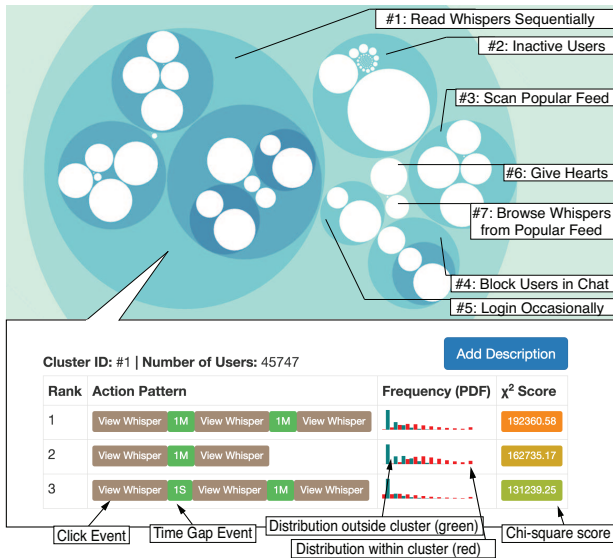 #1: Read Whispers Sequentially
#2: Inactive Users
#3: Scan Popular Feed
#6: Give Hearts
#7: Browse Whispers
from Popular Feed
#4: Block Users in Chat
#5: Login Occasionally
Cluster ID: #1 | Number of Users: 45747
Add Description
Rank Action Pattern Frequency (PDF) χ² Score
1 View Whisper 1M View Whisper 1M View Whisper 192360.58
2 View Whisper 1M View Whisper 162735.17
3 View Whisper 1S View Whisper 1M View Whisper 131239.25
Click Event Time Gap Event Distribution outside cluster (green) Chi-square score
Distribution within cluster (red)